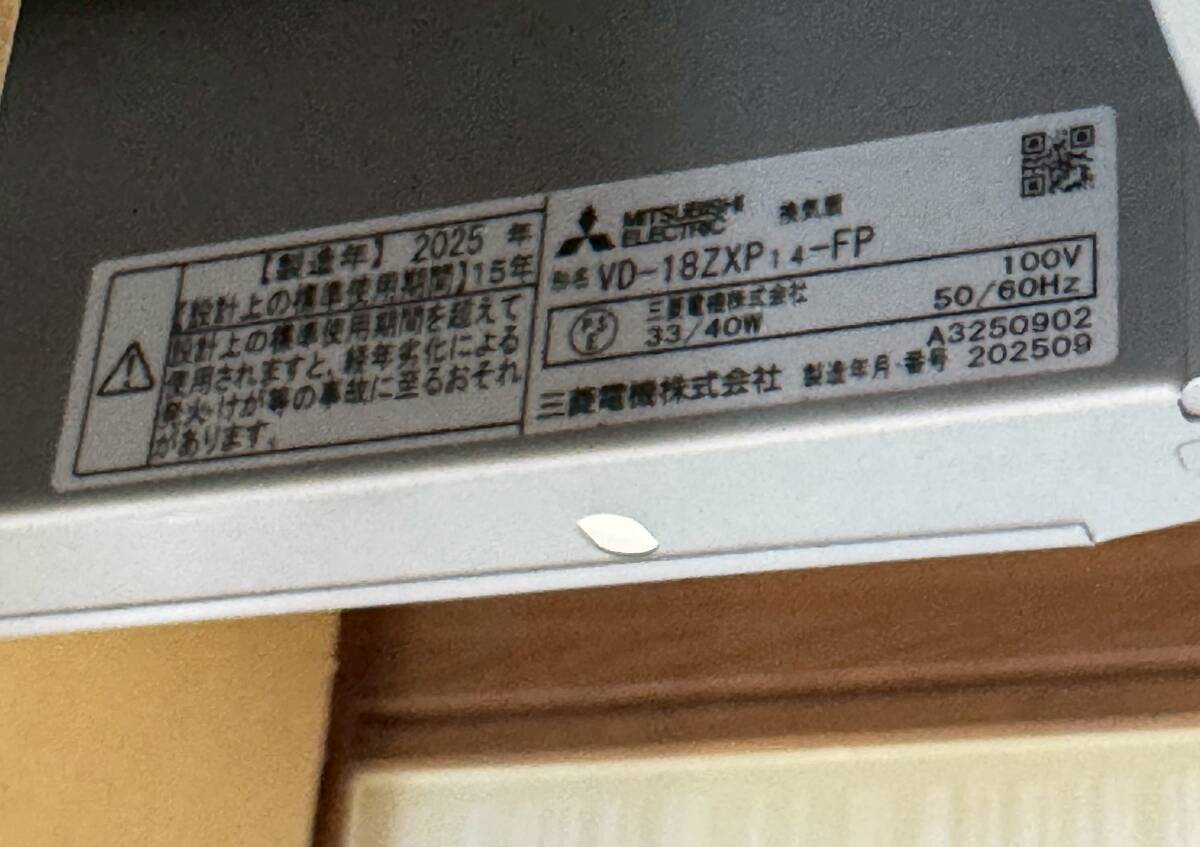 【製造年】 2025 年
【設計上の標準使用期間】15年
設計上の標準使用期間を超えて
使用されますと、経年劣化による
発火・けが等の事故に至るおそれ
があります。
MITSUBISHI
ELECTRIC
換気扇
形名 VD-18ZXP14-FP
PS
E
三菱電機株式会社
100V
33/40W
50/60Hz
A3250902
三菱電機株式会社 製造年月・番号 202509